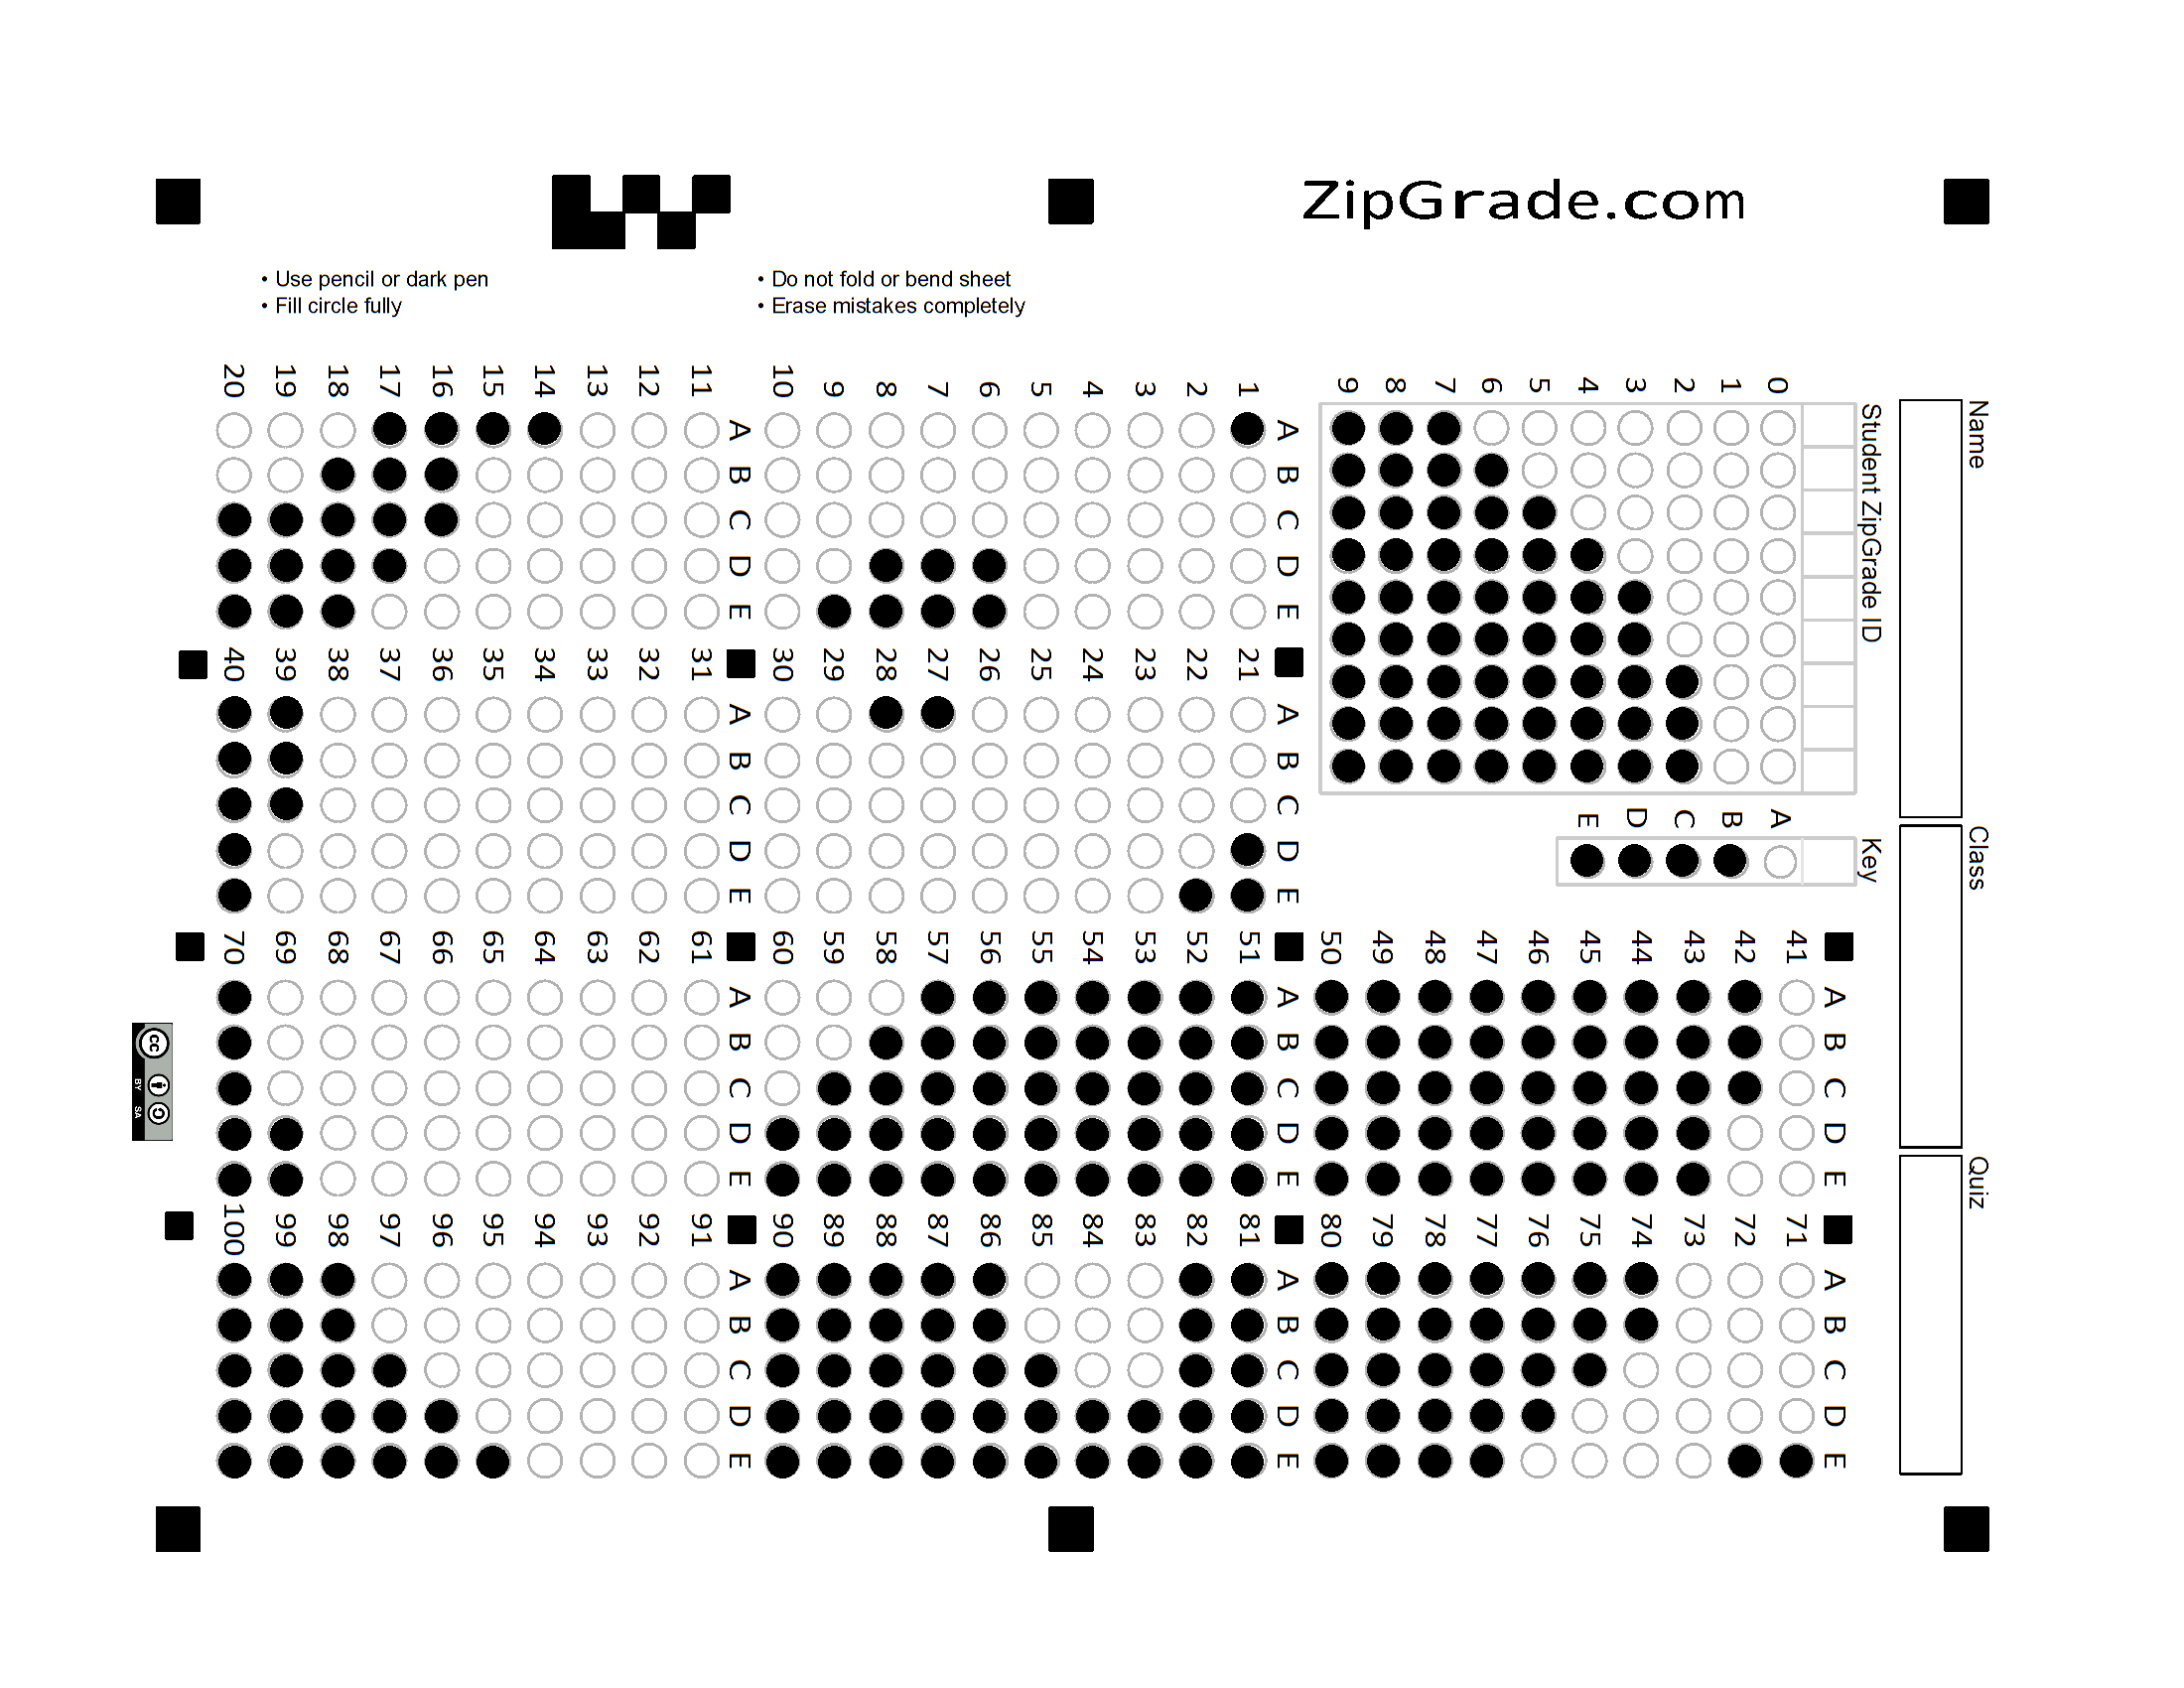 ZipGrade.com
• Use pencil or dark pen
• Fill circle fully
• Do not fold or bend sheet
• Erase mistakes completely
Name
Class
Quiz
Student ZipGrade ID
0 1 2 3 4 5 6 7 8 9
Key
A B C D E
1 2 3 4 5 6 7 8 9 10
A B C D E
11 12 13 14 15 16 17 18 19 20
A B C D E
21 22 23 24 25 26 27 28 29 30
A B C D E
31 32 33 34 35 36 37 38 39 40
A B C D E
41 42 43 44 45 46 47 48 49 50
A B C D E
51 52 53 54 55 56 57 58 59 60
A B C D E
61 62 63 64 65 66 67 68 69 70
A B C D E
71 72 73 74 75 76 77 78 79 80
A B C D E
81 82 83 84 85 86 87 88 89 90
A B C D E
91 92 93 94 95 96 97 98 99 100
A B C D E
cc
BY SA